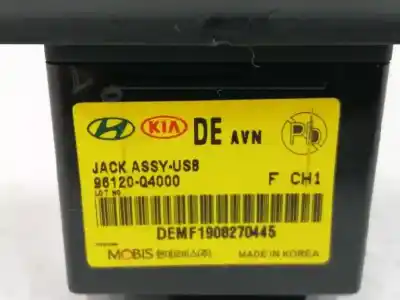 KIA DE AVN Pb
JACK ASSY-USB
96120-Q4000 F CH1
LOT NO
DEMF1908270445
MOBIS 현대모비스(주) MADE IN KOREA